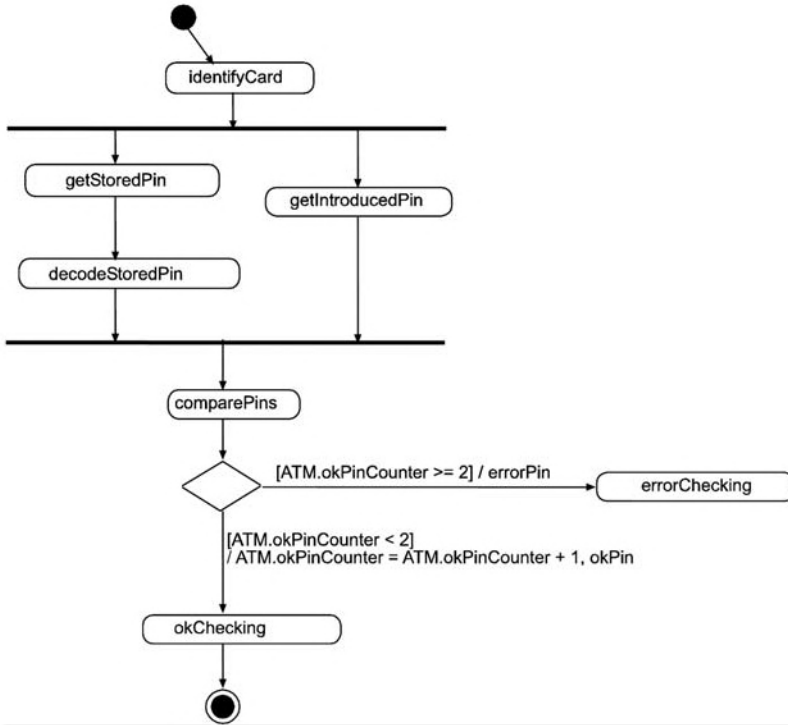 identifyCard
getStoredPin
getIntroducedPin
decodeStoredPin
comparePins
[ATM.okPinCounter >= 2] / errorPin
errorChecking
[ATM.okPinCounter < 2]
/ ATM.okPinCounter = ATM.okPinCounter + 1, okPin
okChecking